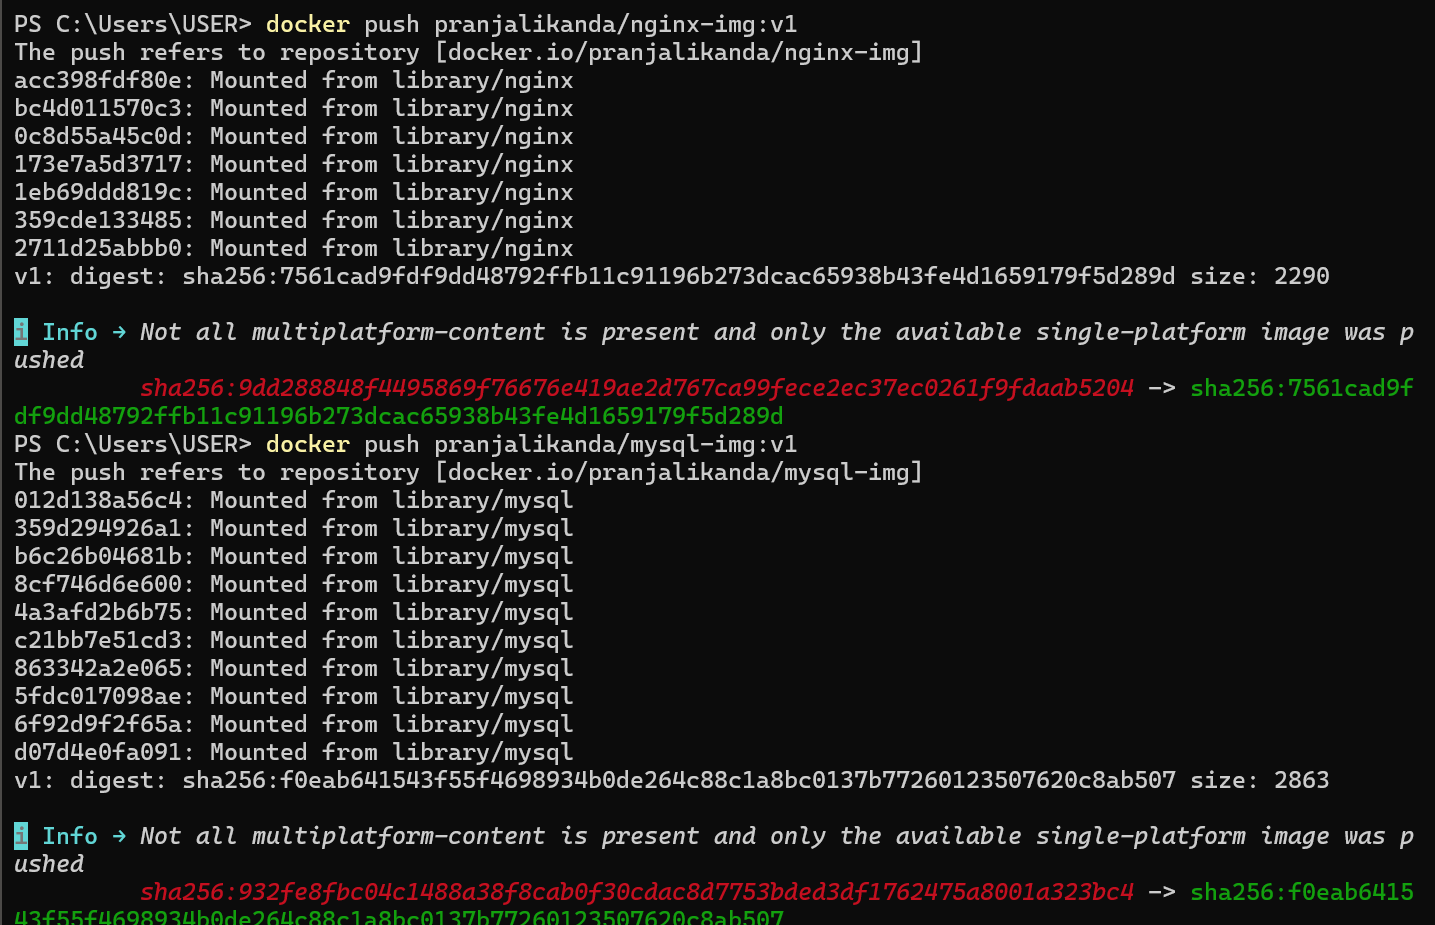 PS C:\Users\USER> docker push pranjalikanda/nginx-img:v1
The push refers to repository [docker.io/pranjalikanda/nginx-img]
acc398fdf80e: Mounted from library/nginx
bc4d011570c3: Mounted from library/nginx
0c8d55a45c0d: Mounted from library/nginx
173e7a5d3717: Mounted from library/nginx
1eb69ddd819c: Mounted from library/nginx
359cde133485: Mounted from library/nginx
2711d25abbb0: Mounted from library/nginx
v1: digest: sha256:7561cad9fdf9dd48792ffb11c91196b273dcac65938b43fe4d1659179f5d289d size: 2290
i Info → Not all multiplatform-content is present and only the available single-platform image was p
ushed
sha256:9dd288848f4495869f76676e419ae2d767ca99fece2ec37ec0261f9fdaab5204 -> sha256:7561cad9f
df9dd48792ffb11c91196b273dcac65938b43fe4d1659179f5d289d
PS C:\Users\USER> docker push pranjalikanda/mysql-img:v1
The push refers to repository [docker.io/pranjalikanda/mysql-img]
012d138a56c4: Mounted from library/mysql
359d294926a1: Mounted from library/mysql
b6c26b04681b: Mounted from library/mysql
8cf746d6e600: Mounted from library/mysql
4a3afd2b6b75: Mounted from library/mysql
c21bb7e51cd3: Mounted from library/mysql
863342a2e065: Mounted from library/mysql
5fdc017098ae: Mounted from library/mysql
6f92d9f2f65a: Mounted from library/mysql
d07d4e0fa091: Mounted from library/mysql
v1: digest: sha256:f0eab641543f55f4698934b0de264c88c1a8bc0137b77260123507620c8ab507 size: 2863
i Info → Not all multiplatform-content is present and only the available single-platform image was p
ushed
sha256:932fe8fbc04c1488a38f8cab0f30cdac8d7753bded3df1762475a8001a323bc4 -> sha256:f0eab6415
43f55f4698934b0de264c88c1a8bc0137b77260123507620c8ab507